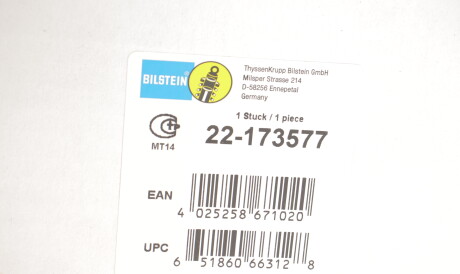 BILSTEIN
ThyssenKrupp Bilstein GmbH
Milsper Strasse 214
D-58256 Ennepetal
Germany
1 Stuck / 1 piece
22-173577
MT14
EAN
4 025258 671020
UPC
6 51860 66312 8